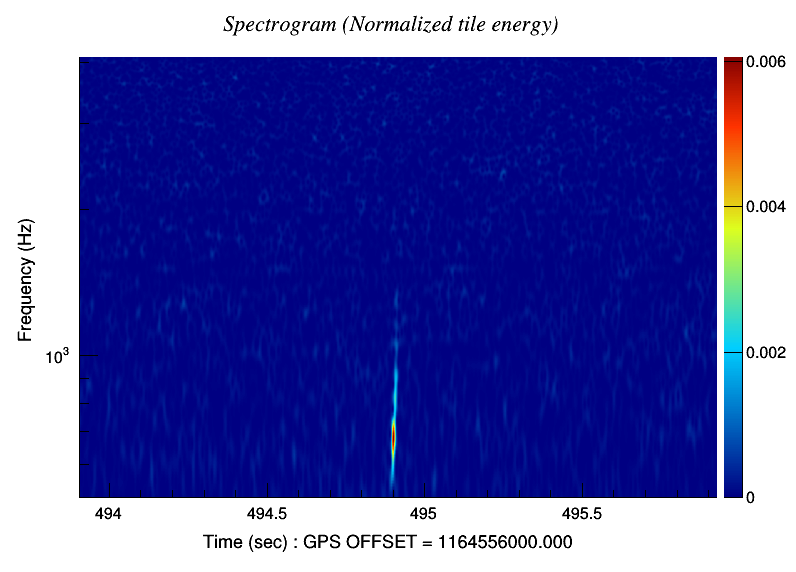 Spectrogram (Normalized tile energy)
0.006
0.004
0.002
0
Frequency (Hz)
10³
494 494.5 495 495.5
Time (sec) : GPS OFFSET = 1164556000.000